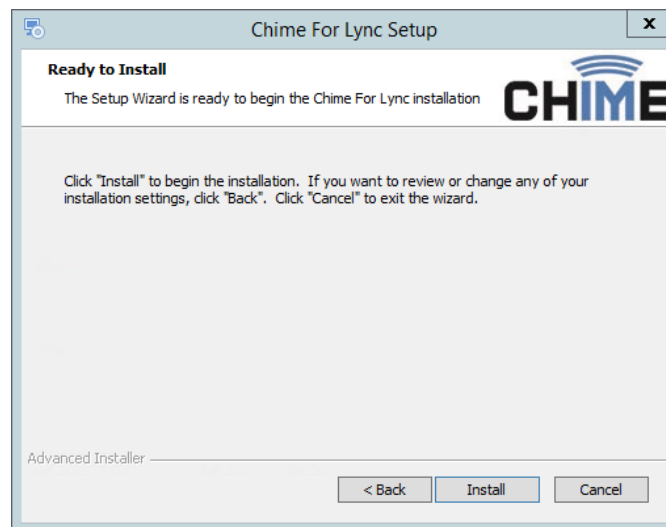 Chime For Lync Setup
x
Ready to Install
The Setup Wizard is ready to begin the Chime For Lync installation
CHIME
Click "Install" to begin the installation.  If you want to review or change any of your
installation settings, click "Back".  Click "Cancel" to exit the wizard.
Advanced Installer
< Back
Install
Cancel